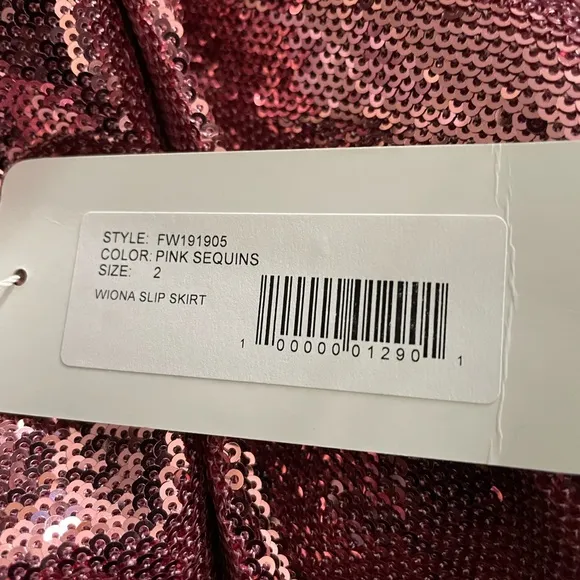 STYLE: FW191905
COLOR: PINK SEQUINS
SIZE: 2
WIONA SLIP SKIRT
1 00000 01290 1